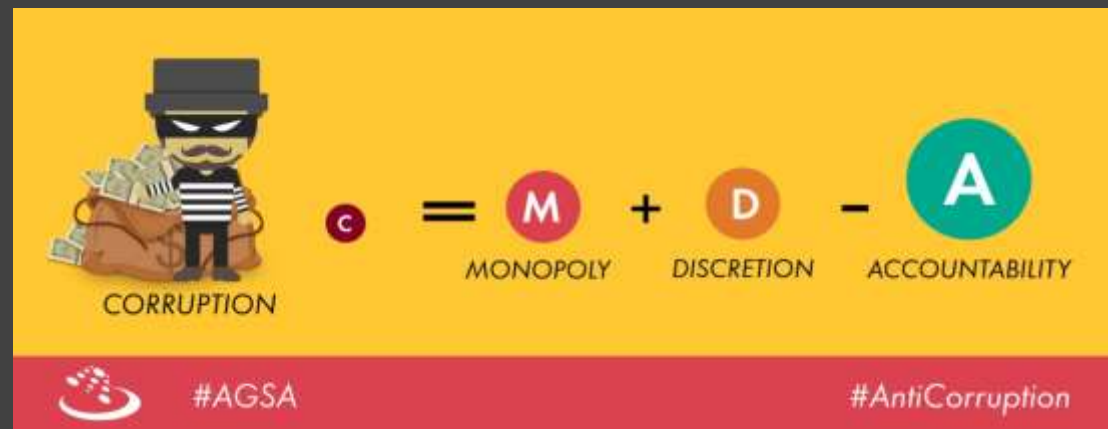 C = M + D - A
CORRUPTION
MONOPOLY
DISCRETION
ACCOUNTABILITY
#AGSA
#AntiCorruption